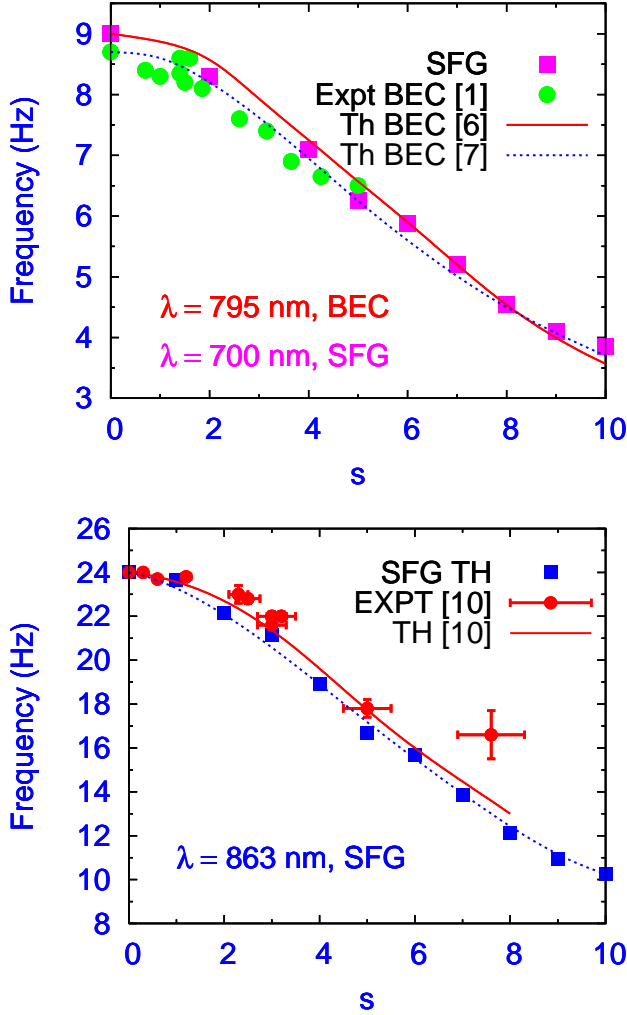 9
8
7
6
5
4
3
Frequency (Hz)
SFG
Expt BEC [1]
Th BEC [6]
Th BEC [7]
λ = 795 nm, BEC
λ = 700 nm, SFG
0 2 4 6 8 10
s
26
24
22
20
18
16
14
12
10
8
Frequency (Hz)
SFG TH
EXPT [10]
TH [10]
λ = 863 nm, SFG
0 2 4 6 8 10
s